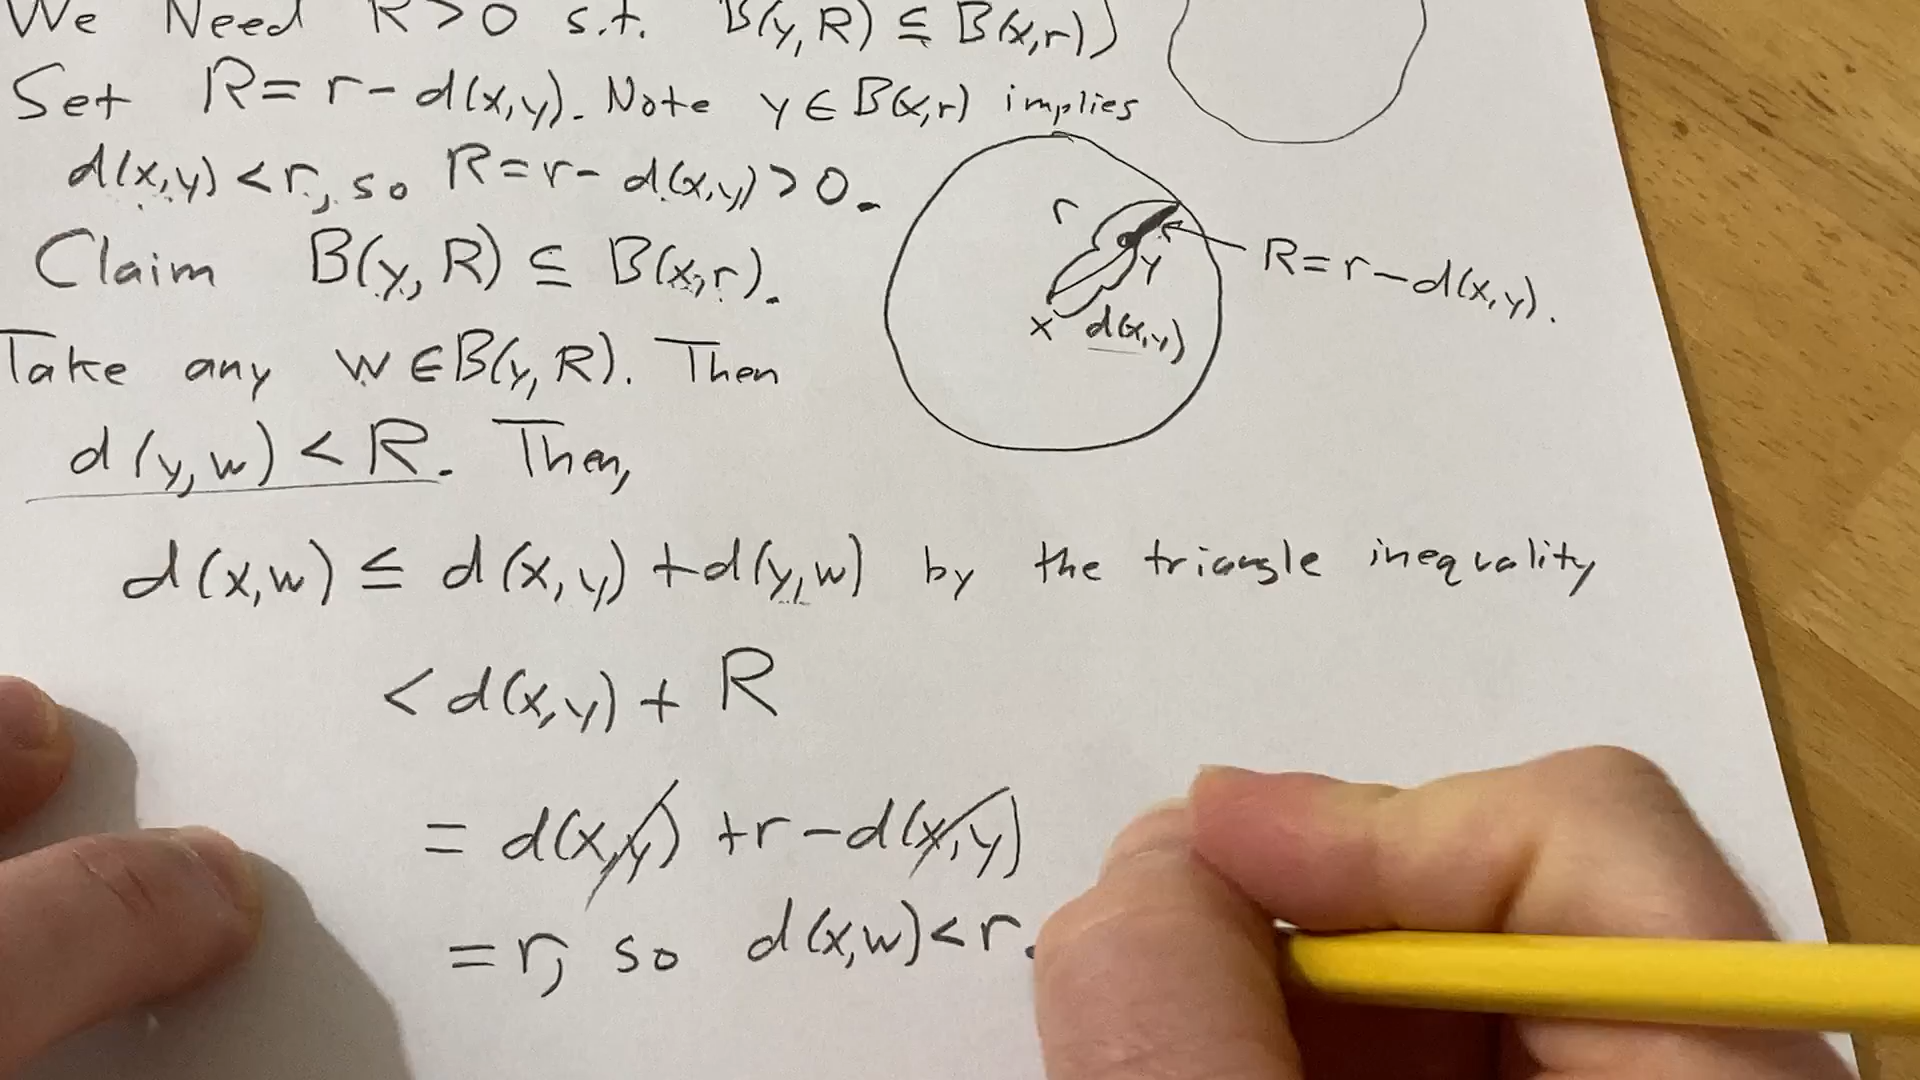 We Need R>0 s.t. B(y,R) ⊆ B(x,r))
Set R=r-d(x,y). Note y∈B(x,r) implies
d(x,y)<r, so R=r-d(x,y)>0.
Claim B(y,R) ⊆ B(x,r).
r
y
x d(x,y)
R=r-d(x,y).
Take any w∈B(y,R). Then
d(y,w)<R. Then,
d(x,w) ≤ d(x,y)+d(y,w) by the triangle inequality
< d(x,y) + R
= d(x,y) +r-d(x,y)
=r, so d(x,w)<r.